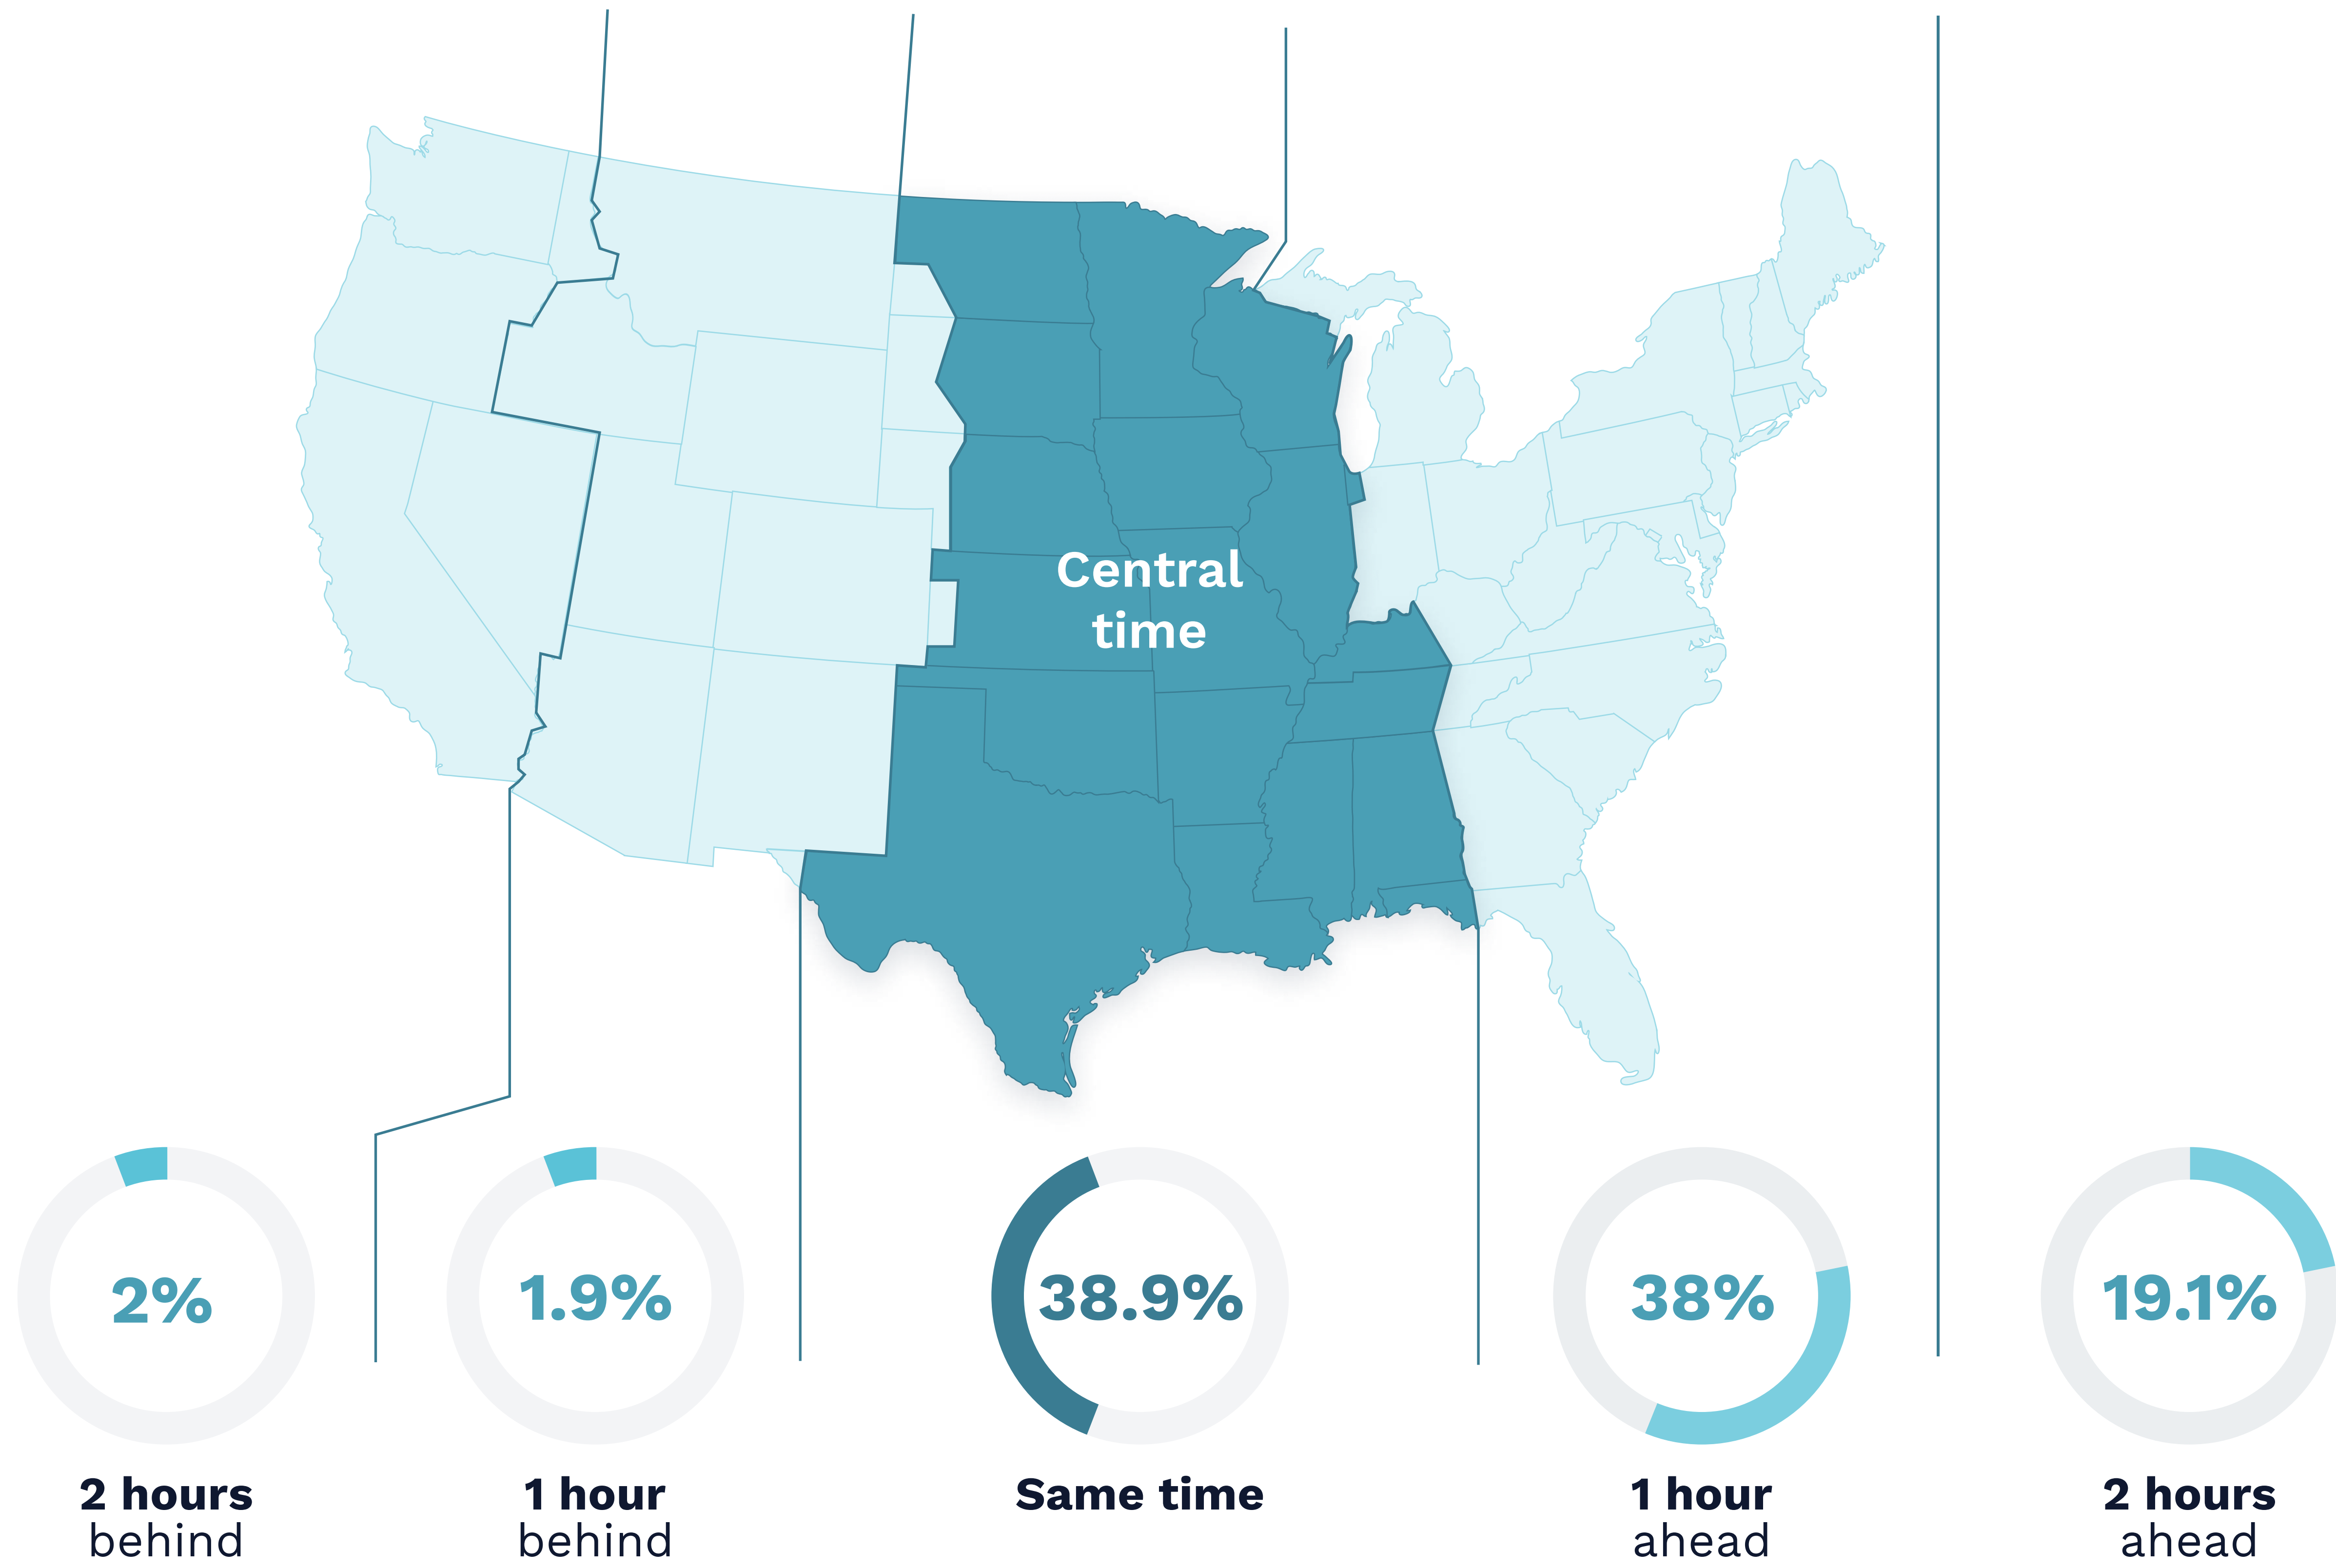 Central
time
2%
1.9%
38.9%
38%
19.1%
2 hours
behind
1 hour
behind
Same time
1 hour
ahead
2 hours
ahead